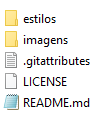 estilos
imagens
.gitattributes
LICENSE
README.md